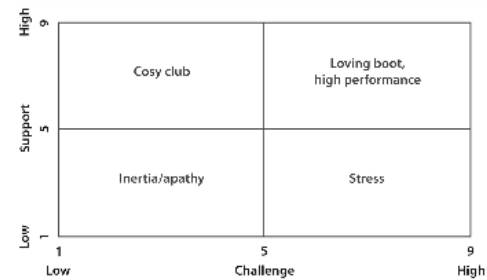 High
9
Cosy club
Loving boot,
high performance
Support
5
Inertia/apathy
Stress
Low
1
1
5
9
Low
Challenge
High